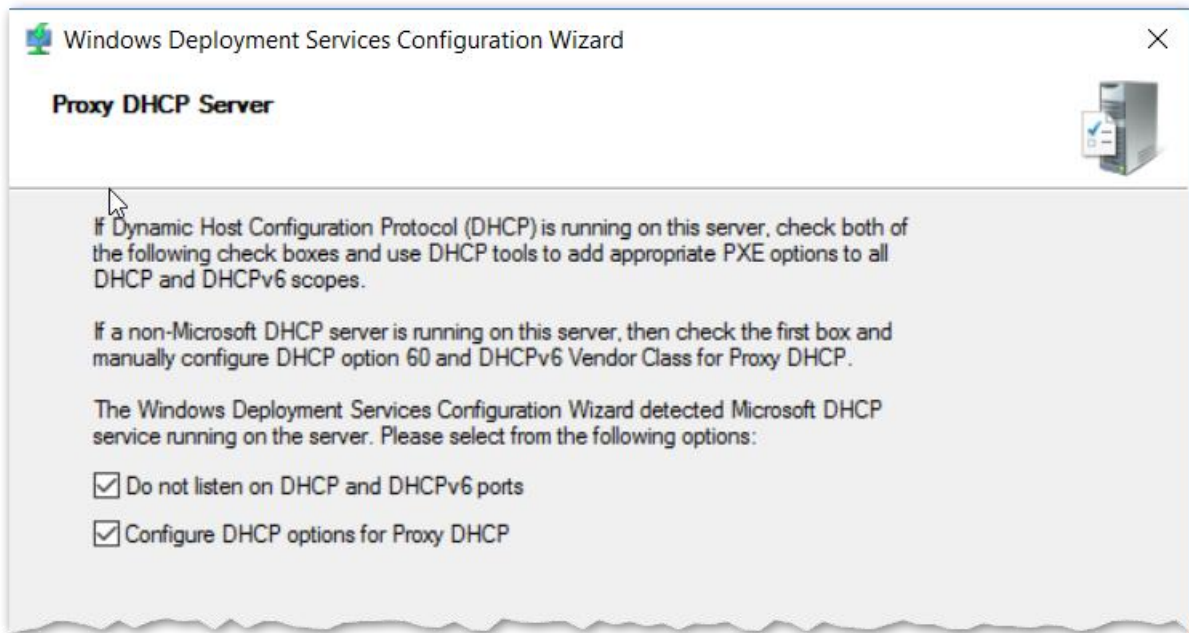 Windows Deployment Services Configuration Wizard
Proxy DHCP Server
If Dynamic Host Configuration Protocol (DHCP) is running on this server, check both of
the following check boxes and use DHCP tools to add appropriate PXE options to all
DHCP and DHCPv6 scopes.
If a non-Microsoft DHCP server is running on this server, then check the first box and
manually configure DHCP option 60 and DHCPv6 Vendor Class for Proxy DHCP.
The Windows Deployment Services Configuration Wizard detected Microsoft DHCP
service running on the server. Please select from the following options:
Do not listen on DHCP and DHCPv6 ports
Configure DHCP options for Proxy DHCP